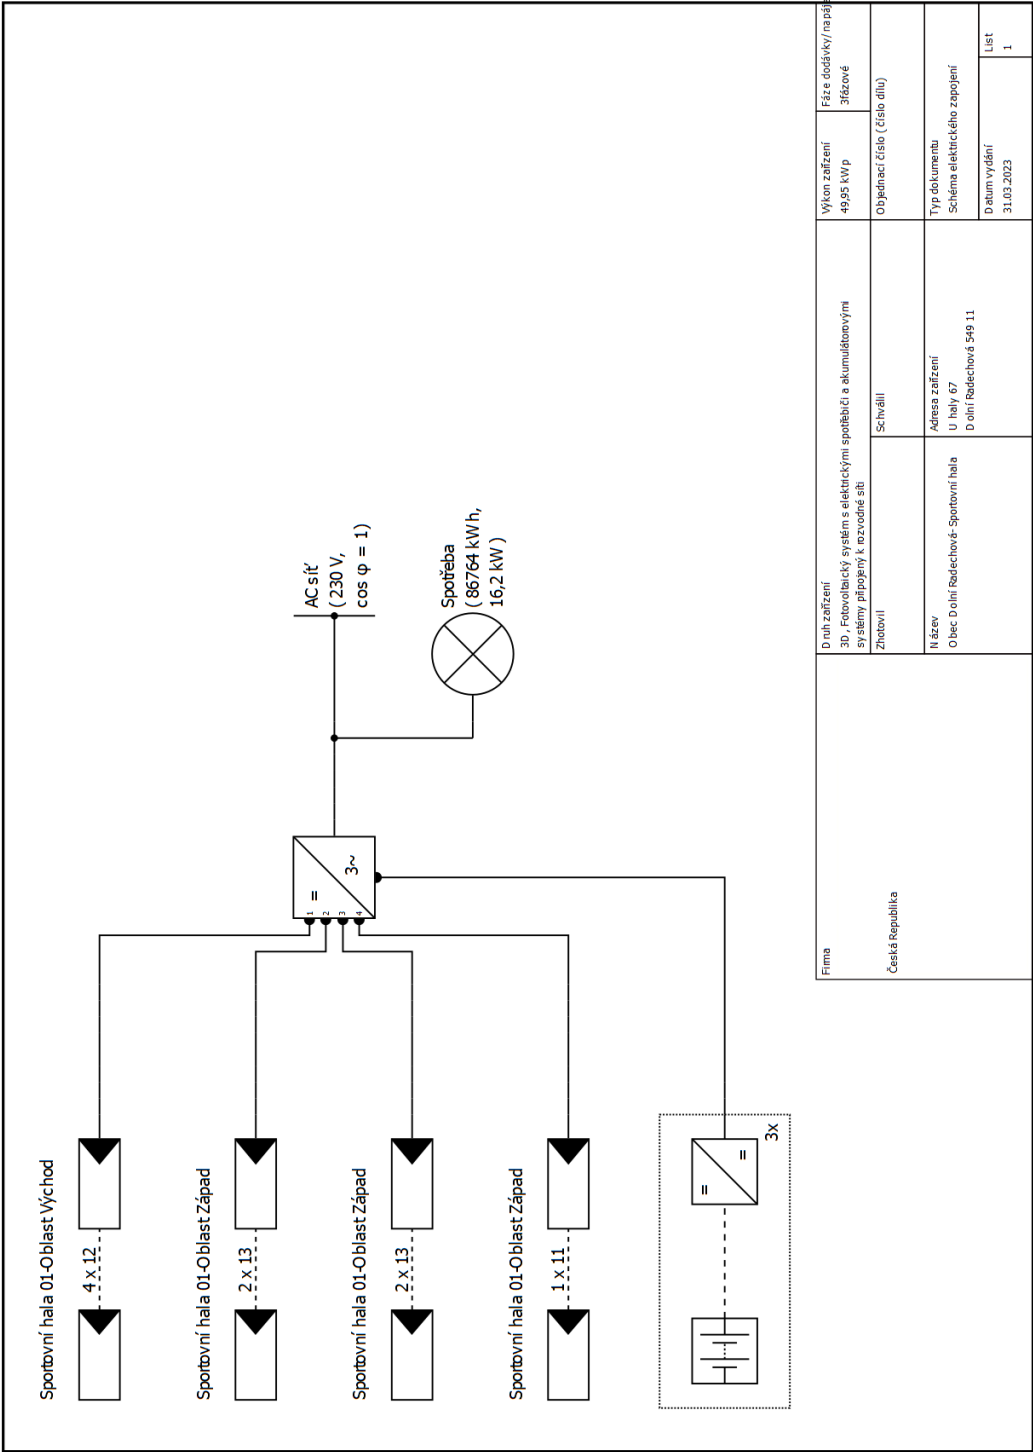 Sportovní hala 01-Oblast Východ
4 x 12
Sportovní hala 01-Oblast Západ
2 x 13
Sportovní hala 01-Oblast Západ
2 x 13
Sportovní hala 01-Oblast Západ
1 x 11
3x
1
2
3
4
=
3~
=
=
AC síť
(230 V,
cos φ = 1)
Spotřeba
(86764 kWh,
16,2 kW)
Firma
Česká Republika
Druh zařízení
3D, Fotovoltaický systém s elektrickými spotřebiči a akumulátorovými
systémy připojený k rozvodné síti
Výkon zařízení
49,95 kWp
Fáze dodávky/napáje
3fázové
Zhotovil
Schválil
Objednací číslo (číslo dílu)
Název
Obec Dolní Radechová-Sportovní hala
Adresa zařízení
U haly 67
Dolní Radechová 549 11
Typ dokumentu
Schéma elektrického zapojení
Datum vydání
31.03.2023
List
1